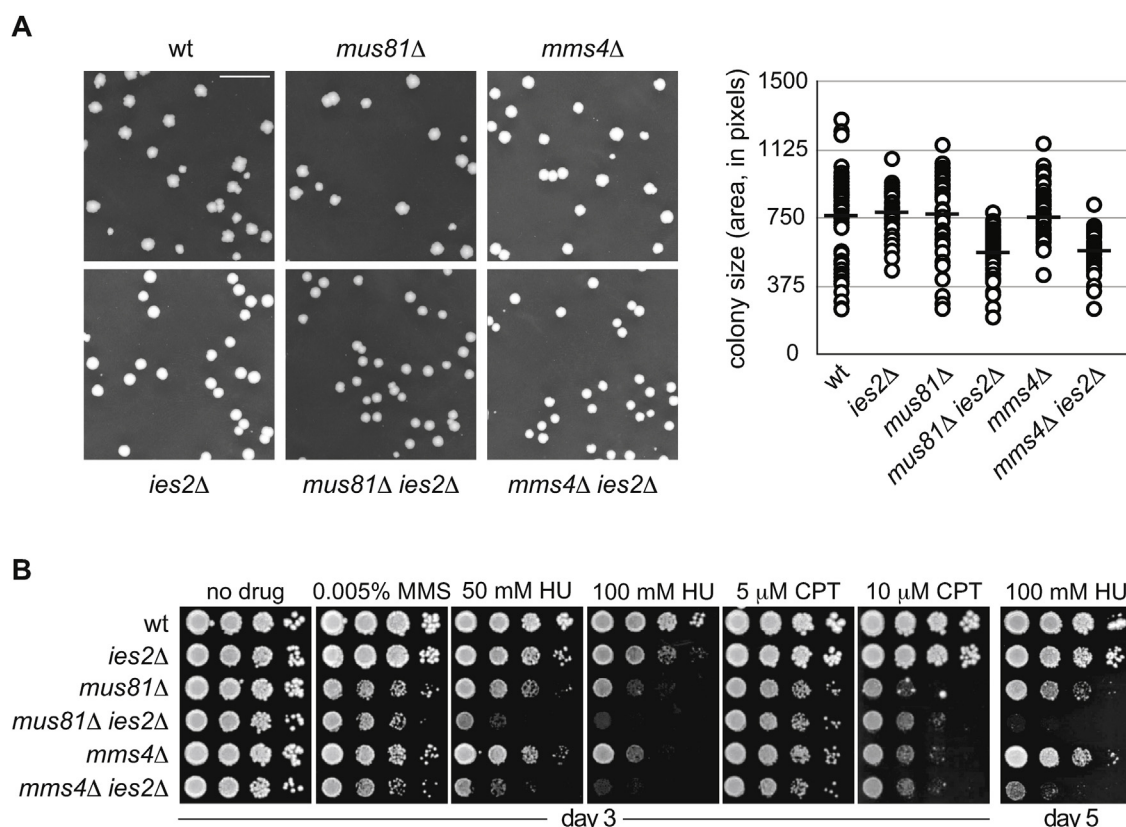 A
wt
mus81Δ
mms4Δ
ies2Δ
mus81Δ ies2Δ
mms4Δ ies2Δ
colony size (area, in pixels)
1500
1125
750
375
0
wt
ies2Δ
mus81Δ
mus81Δ ies2Δ
mms4Δ
mms4Δ ies2Δ
B
no drug
0.005% MMS
50 mM HU
100 mM HU
5 μM CPT
10 μM CPT
100 mM HU
wt
ies2Δ
mus81Δ
mus81Δ ies2Δ
mms4Δ
mms4Δ ies2Δ
day 3
day 5